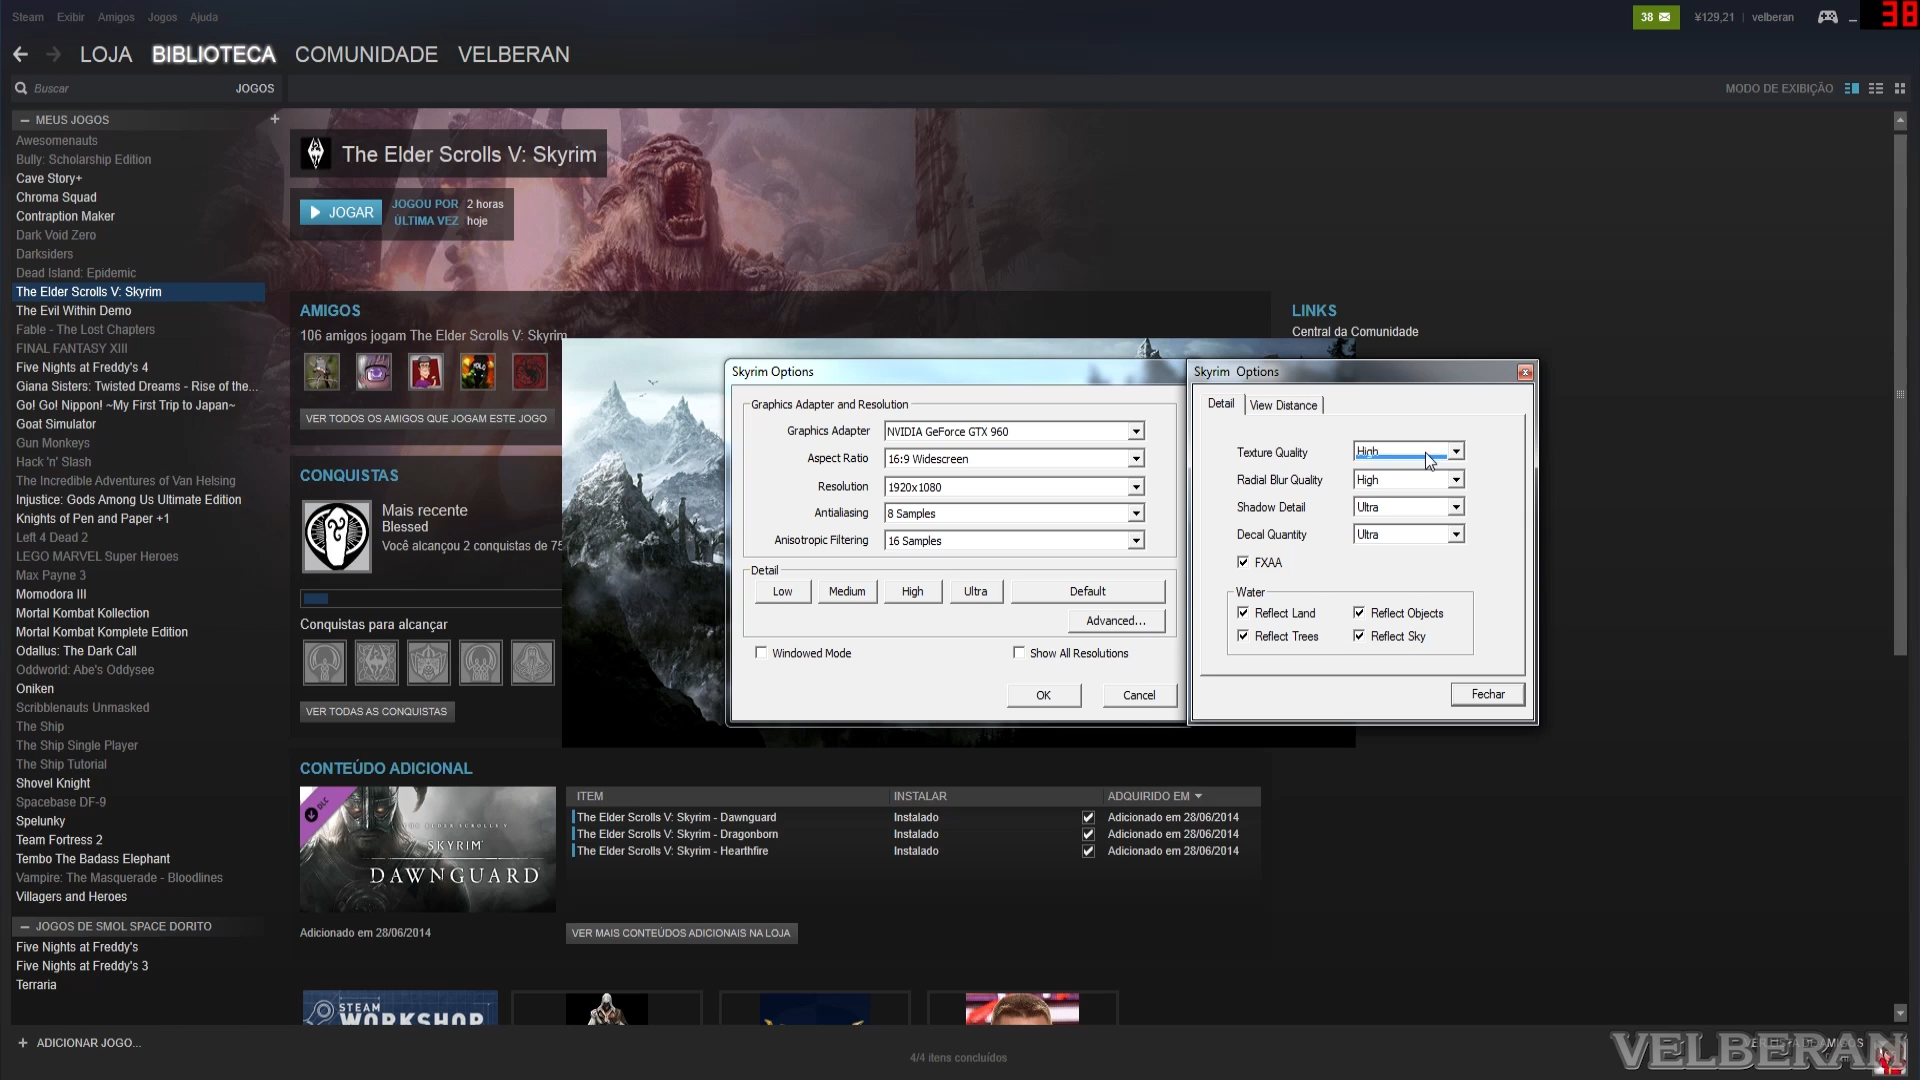 Steam Exibir Amigos Jogos Ajuda
38
¥129,21 | velberan
38
LOJA BIBLIOTECA COMUNIDADE VELBERAN
Buscar
JOGOS
MODO DE EXIBIÇÃO
— MEUS JOGOS +
Awesomenauts
Bully: Scholarship Edition
Cave Story+
Chroma Squad
Contraption Maker
Dark Void Zero
Darksiders
Dead Island: Epidemic
The Elder Scrolls V: Skyrim
The Evil Within Demo
Fable - The Lost Chapters
FINAL FANTASY XIII
Five Nights at Freddy's 4
Giana Sisters: Twisted Dreams - Rise of the...
Go! Go! Nippon! ~My First Trip to Japan~
Goat Simulator
Gun Monkeys
Hack 'n' Slash
The Incredible Adventures of Van Helsing
Injustice: Gods Among Us Ultimate Edition
Knights of Pen and Paper +1
Left 4 Dead 2
LEGO MARVEL Super Heroes
Max Payne 3
Momodora III
Mortal Kombat Kollection
Mortal Kombat Komplete Edition
Odallus: The Dark Call
Oddworld: Abe's Oddysee
Oniken
Scribblenauts Unmasked
The Ship
The Ship Single Player
The Ship Tutorial
Shovel Knight
Spacebase DF-9
Spelunky
Team Fortress 2
Tembo The Badass Elephant
Vampire: The Masquerade - Bloodlines
Villagers and Heroes
— JOGOS DE SMOL SPACE DORITO
Five Nights at Freddy's
Five Nights at Freddy's 3
Terraria
+ ADICIONAR JOGO...
The Elder Scrolls V: Skyrim
JOGAR
JOGOU POR 2 horas
ÚLTIMA VEZ hoje
AMIGOS
106 amigos jogam The Elder Scrolls V: Skyrim
VER TODOS OS AMIGOS QUE JOGAM ESTE JOGO
LINKS
Central da Comunidade
CONQUISTAS
Mais recente
Blessed
Você alcançou 2 conquistas de 75
Conquistas para alcançar
VER TODAS AS CONQUISTAS
Skyrim Options
Graphics Adapter and Resolution
Graphics Adapter NVIDIA GeForce GTX 960
Aspect Ratio 16:9 Widescreen
Resolution 1920x1080
Antialiasing 8 Samples
Anisotropic Filtering 16 Samples
Detail
Low Medium High Ultra Default
Advanced...
Windowed Mode Show All Resolutions
OK Cancel
Skyrim Options
Detail View Distance
Texture Quality High
Radial Blur Quality High
Shadow Detail Ultra
Decal Quantity Ultra
FXAA
Water
Reflect Land Reflect Objects
Reflect Trees Reflect Sky
Fechar
CONTEÚDO ADICIONAL
DLC
THE ELDER SCROLLS V
SKYRIM
DAWNGUARD
Adicionado em 28/06/2014
ITEM INSTALAR ADQUIRIDO EM
The Elder Scrolls V: Skyrim - Dawnguard Instalado Adicionado em 28/06/2014
The Elder Scrolls V: Skyrim - Dragonborn Instalado Adicionado em 28/06/2014
The Elder Scrolls V: Skyrim - Hearthfire Instalado Adicionado em 28/06/2014
VER MAIS CONTEÚDOS ADICIONAIS NA LOJA
STEAM
WORKSHOP
4/4 itens concluídos
VELBERAN